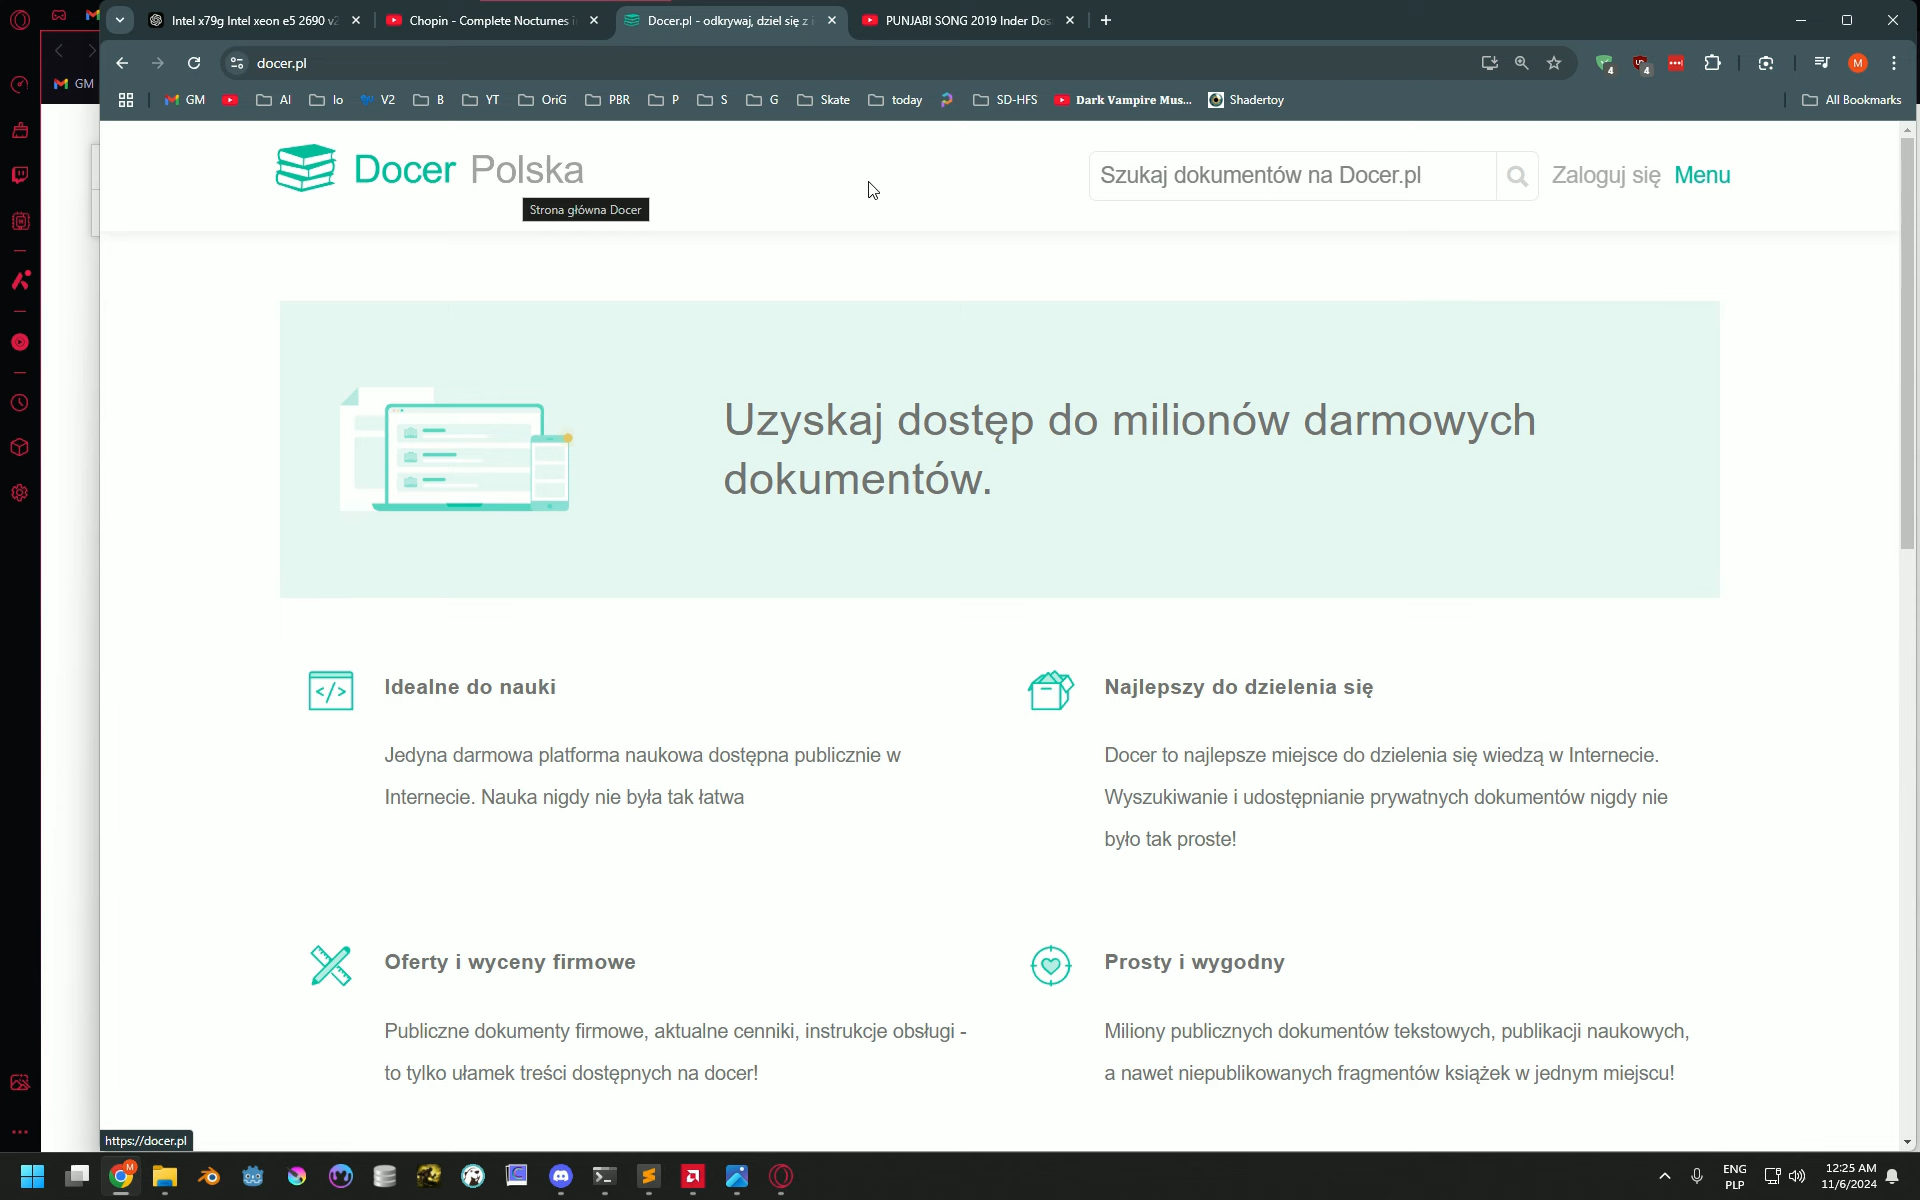 Intel x79g Intel xeon e5 2690 v2
Chopin - Complete Nocturnes
Docer.pl - odkrywaj, dziel się z
PUNJABI SONG 2019 Inder Dos
docer.pl
GM
GM
AI
Io
V2
B
YT
OriG
PBR
P
S
G
Skate
today
SD-HFS
Dark Vampire Mus...
Shadertoy
All Bookmarks
Docer Polska
Szukaj dokumentów na Docer.pl
Zaloguj się
Menu
Strona główna Docer
Uzyskaj dostęp do milionów darmowych
dokumentów.
Idealne do nauki
Jedyna darmowa platforma naukowa dostępna publicznie w
Internecie. Nauka nigdy nie była tak łatwa
Najlepszy do dzielenia się
Docer to najlepsze miejsce do dzielenia się wiedzą w Internecie.
Wyszukiwanie i udostępnianie prywatnych dokumentów nigdy nie
było tak proste!
Oferty i wyceny firmowe
Publiczne dokumenty firmowe, aktualne cenniki, instrukcje obsługi -
to tylko ułamek treści dostępnych na docer!
Prosty i wygodny
Miliony publicznych dokumentów tekstowych, publikacji naukowych,
a nawet niepublikowanych fragmentów książek w jednym miejscu!
https://docer.pl
ENG
PLP
12:25 AM
11/6/2024